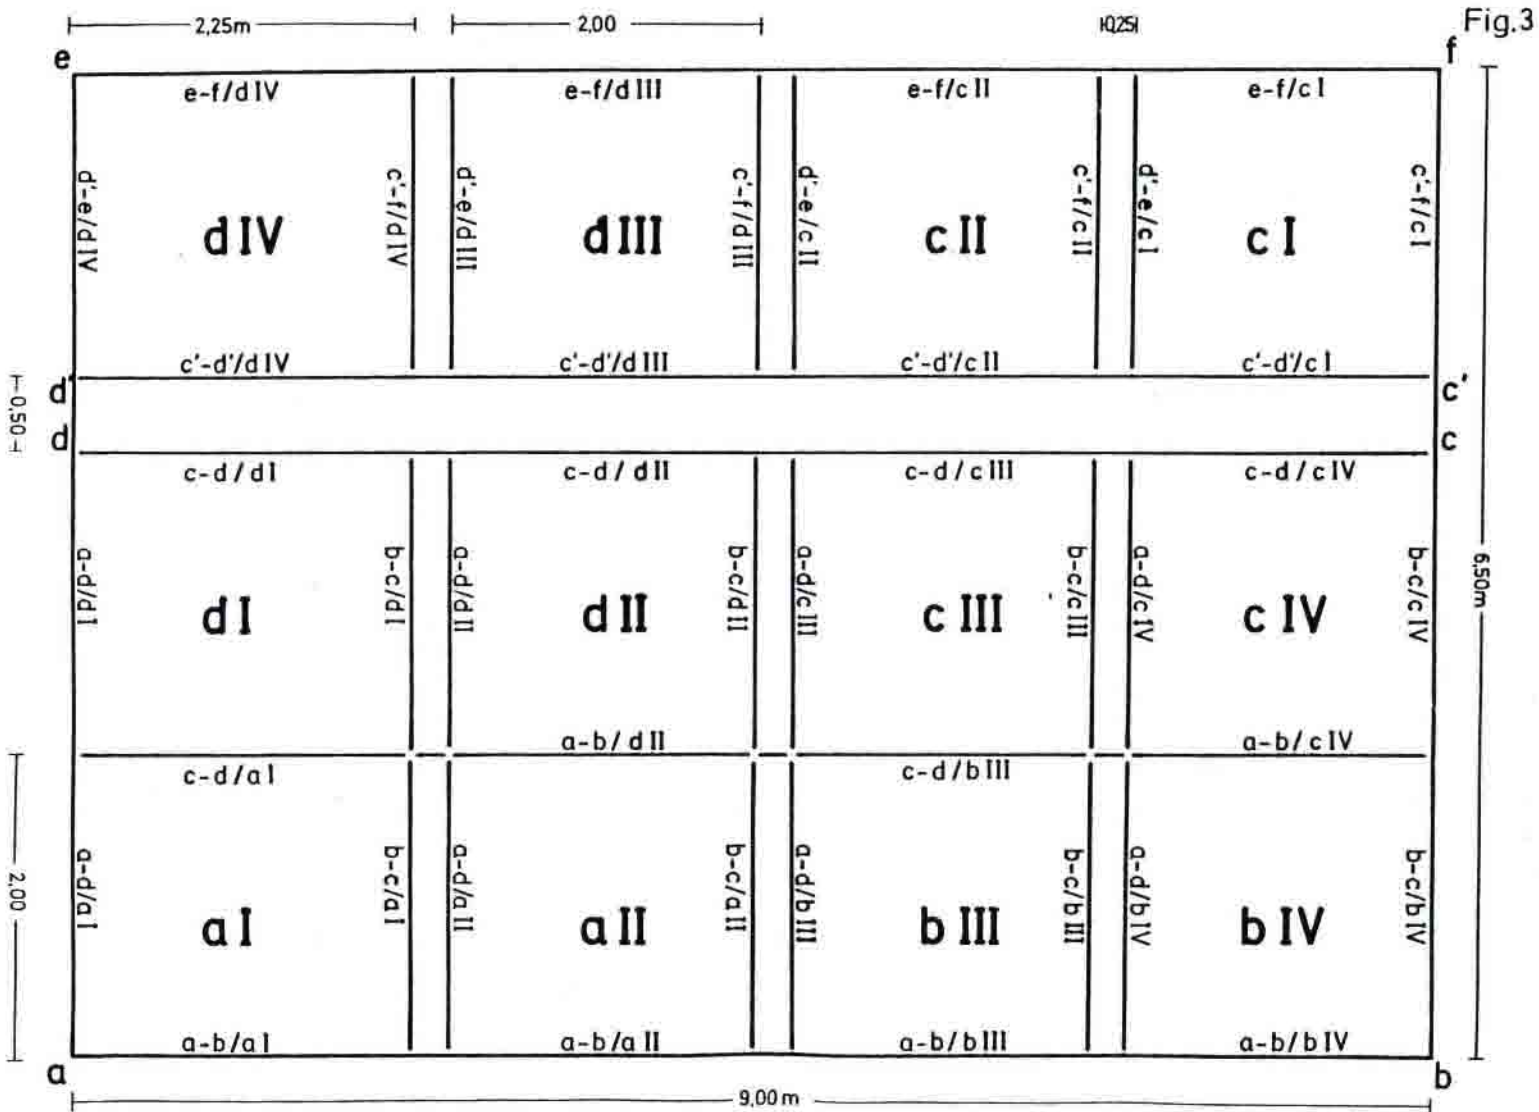 2,25m 2,00 0,25 Fig.3
e f
e-f/d IV e-f/d III e-f/c II e-f/c I
d'-e/d IV c'-f/d IV d'-e/d III c'-f/d III d'-e/c II c'-f/c II d'-e/c I c'-f/c I
d IV d III c II c I
c'-d'/d IV c'-d'/d III c'-d'/c II c'-d'/c I
d' c'
0,50
d c
c-d/d I c-d/d II c-d/c III c-d/c IV
a-d/d I b-c/d I a-d/d II b-c/d II a-d/c III b-c/c III a-d/c IV b-c/c IV
6,50m
d I d II c III c IV
a-b/d II a-b/c IV
c-d/a I c-d/b III
a-d/a I b-c/a I a-d/a II b-c/a II a-d/b III b-c/b III a-d/b IV b-c/b IV
2,00
a I a II b III b IV
a-b/a I a-b/a II a-b/b III a-b/b IV
a b
9,00m